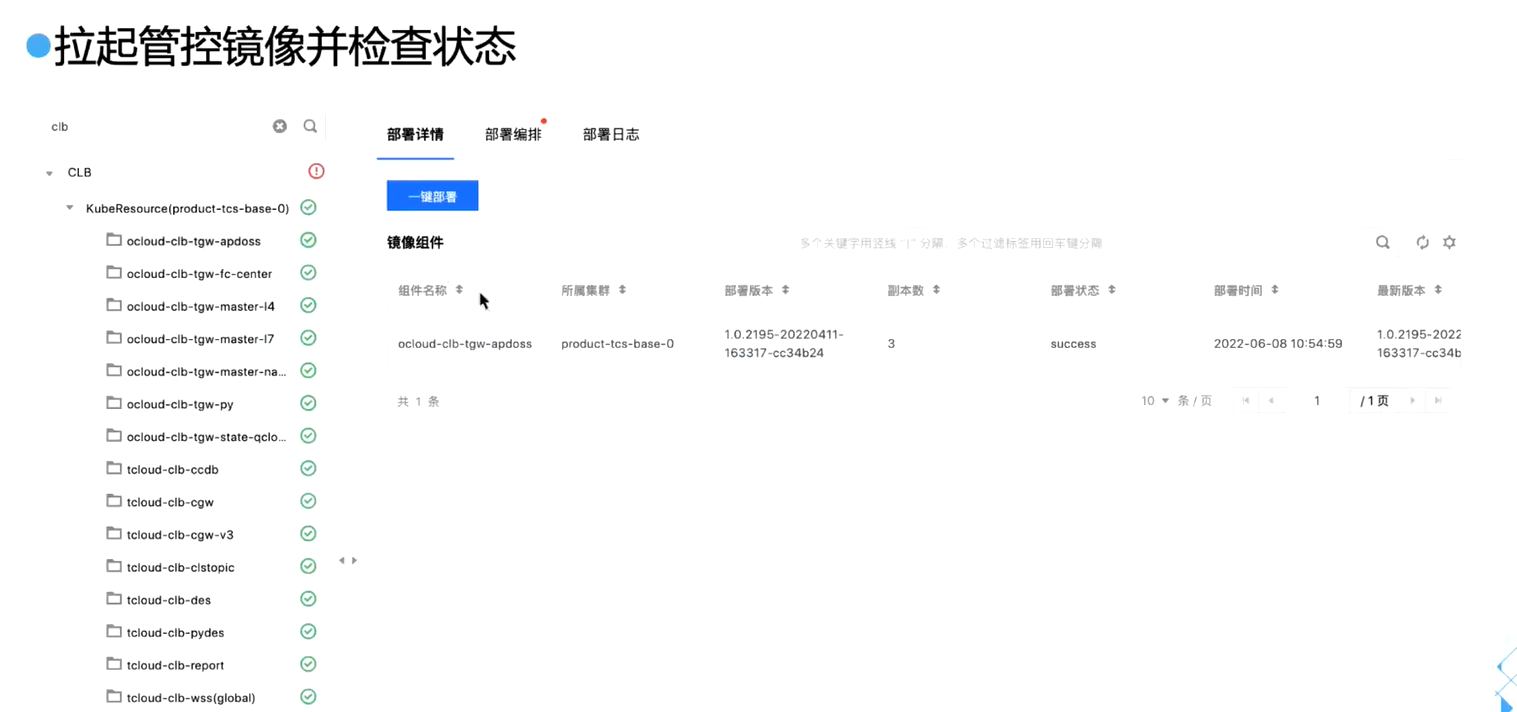 拉起管控镜像并检查状态
clb
CLB
KubeResource(product-tcs-base-0)
ocloud-clb-tgw-apdoss
ocloud-clb-tgw-fc-center
ocloud-clb-tgw-master-l4
ocloud-clb-tgw-master-l7
ocloud-clb-tgw-master-na...
ocloud-clb-tgw-py
ocloud-clb-tgw-state-qclo...
tcloud-clb-ccdb
tcloud-clb-cgw
tcloud-clb-cgw-v3
tcloud-clb-clstopic
tcloud-clb-des
tcloud-clb-pydes
tcloud-clb-report
tcloud-clb-wss(global)
部署详情 部署编排 部署日志
一键部署
镜像组件 多个关键字用竖线 "|" 分隔，多个过滤标签用回车键分隔
组件名称 所属集群 部署版本 副本数 部署状态 部署时间 最新版本
ocloud-clb-tgw-apdoss product-tcs-base-0 1.0.2195-20220411- 3 success 2022-06-08 10:54:59 1.0.2195-2022
163317-cc34b24 163317-cc34b
共 1 条 10 条 / 页 1 / 1 页